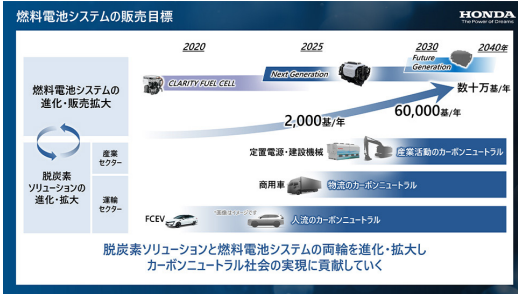 燃料電池システムの販売目標
HONDA
The Power of Dreams
2020
2025
2030
2040年
燃料電池システムの
進化・販売拡大
CLARITY FUEL CELL
Next Generation
Future
Generation
2,000基/年
60,000基/年
数十万基/年
脱炭素
ソリューションの
進化・拡大
産業
セクター
運輸
セクター
定置電源・建設機械
産業活動のカーボンニュートラル
商用車
物流のカーボンニュートラル
FCEV
*画像はイメージです
人流のカーボンニュートラル
脱炭素ソリューションと燃料電池システムの両輪を進化・拡大し
カーボンニュートラル社会の実現に貢献していく